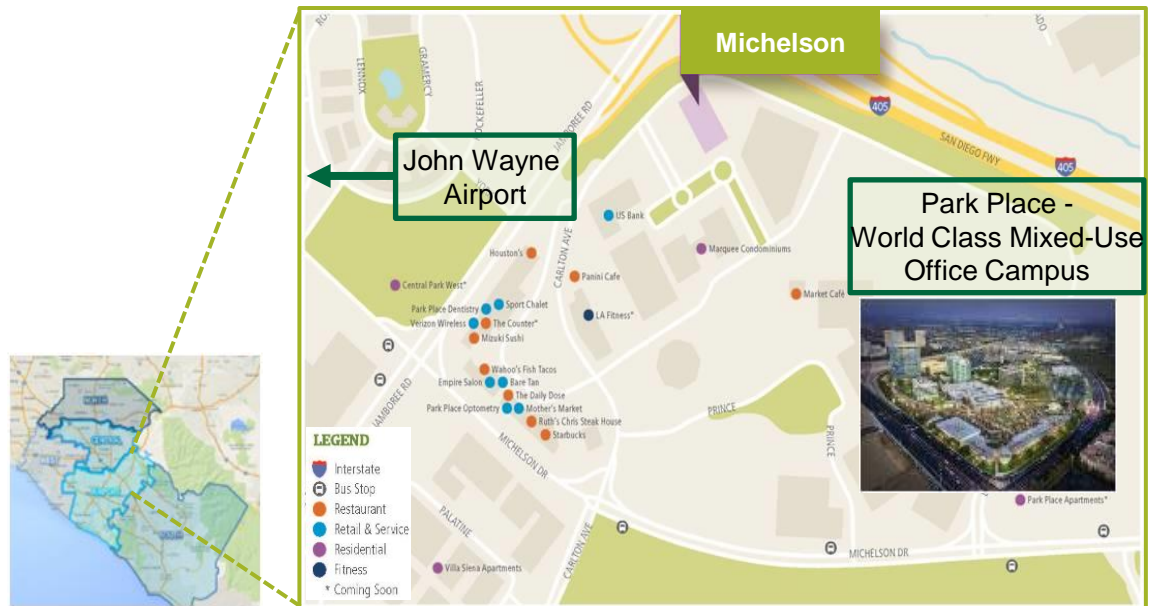 Michelson
LENNOX
GRAMERCY
ROCKEFELLER
JAMBOREE RD
405
SAN DIEGO FWY
405
John Wayne
Airport
Park Place -
World Class Mixed-Use
Office Campus
US Bank
CARLTON AVE
Houston's
Marquee Condominiums
Panini Cafe
Central Park West*
Market Café
Park Place Dentistry
Sport Chalet
Verizon Wireless
The Counter*
LA Fitness*
Mizuki Sushi
Wahoo's Fish Tacos
Empire Salon
Bare Tan
JAMBOREE RD
The Daily Dose
Park Place Optometry
Mother's Market
PRINCE
Ruth's Chris Steak House
Starbucks
PRINCE
MICHELSON DR
LEGEND
Interstate
Bus Stop
Restaurant
Retail & Service
Residential
Fitness
* Coming Soon
PALATINE
CARLTON AVE
Park Place Apartments*
MICHELSON DR
Villa Siena Apartments